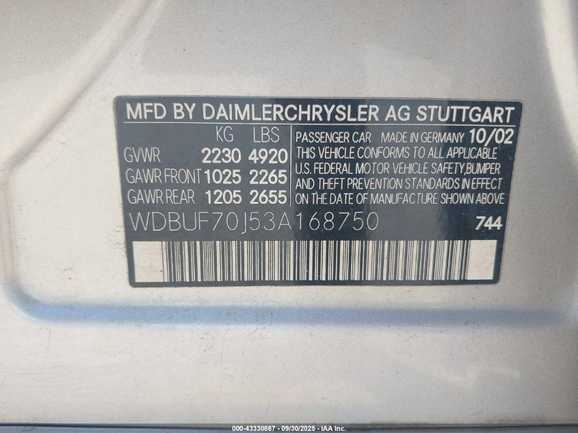 MFD BY DAIMLERCHRYSLER AG STUTTGART
KG LBS PASSENGER CAR MADE IN GERMANY 10/02
GVWR 2230 4920 THIS VEHICLE CONFORMS TO ALL APPLICABLE
GAWR FRONT 1025 2265 U.S. FEDERAL MOTOR VEHICLE SAFETY,BUMPER
GAWR REAR 1205 2655 AND THEFT PREVENTION STANDARDS IN EFFECT
ON THE DATE OF MANUFACTURE SHOWN ABOVE
WDBUF70J53A168750 744
000-43330887 - 09/30/2025 - IAA Inc.